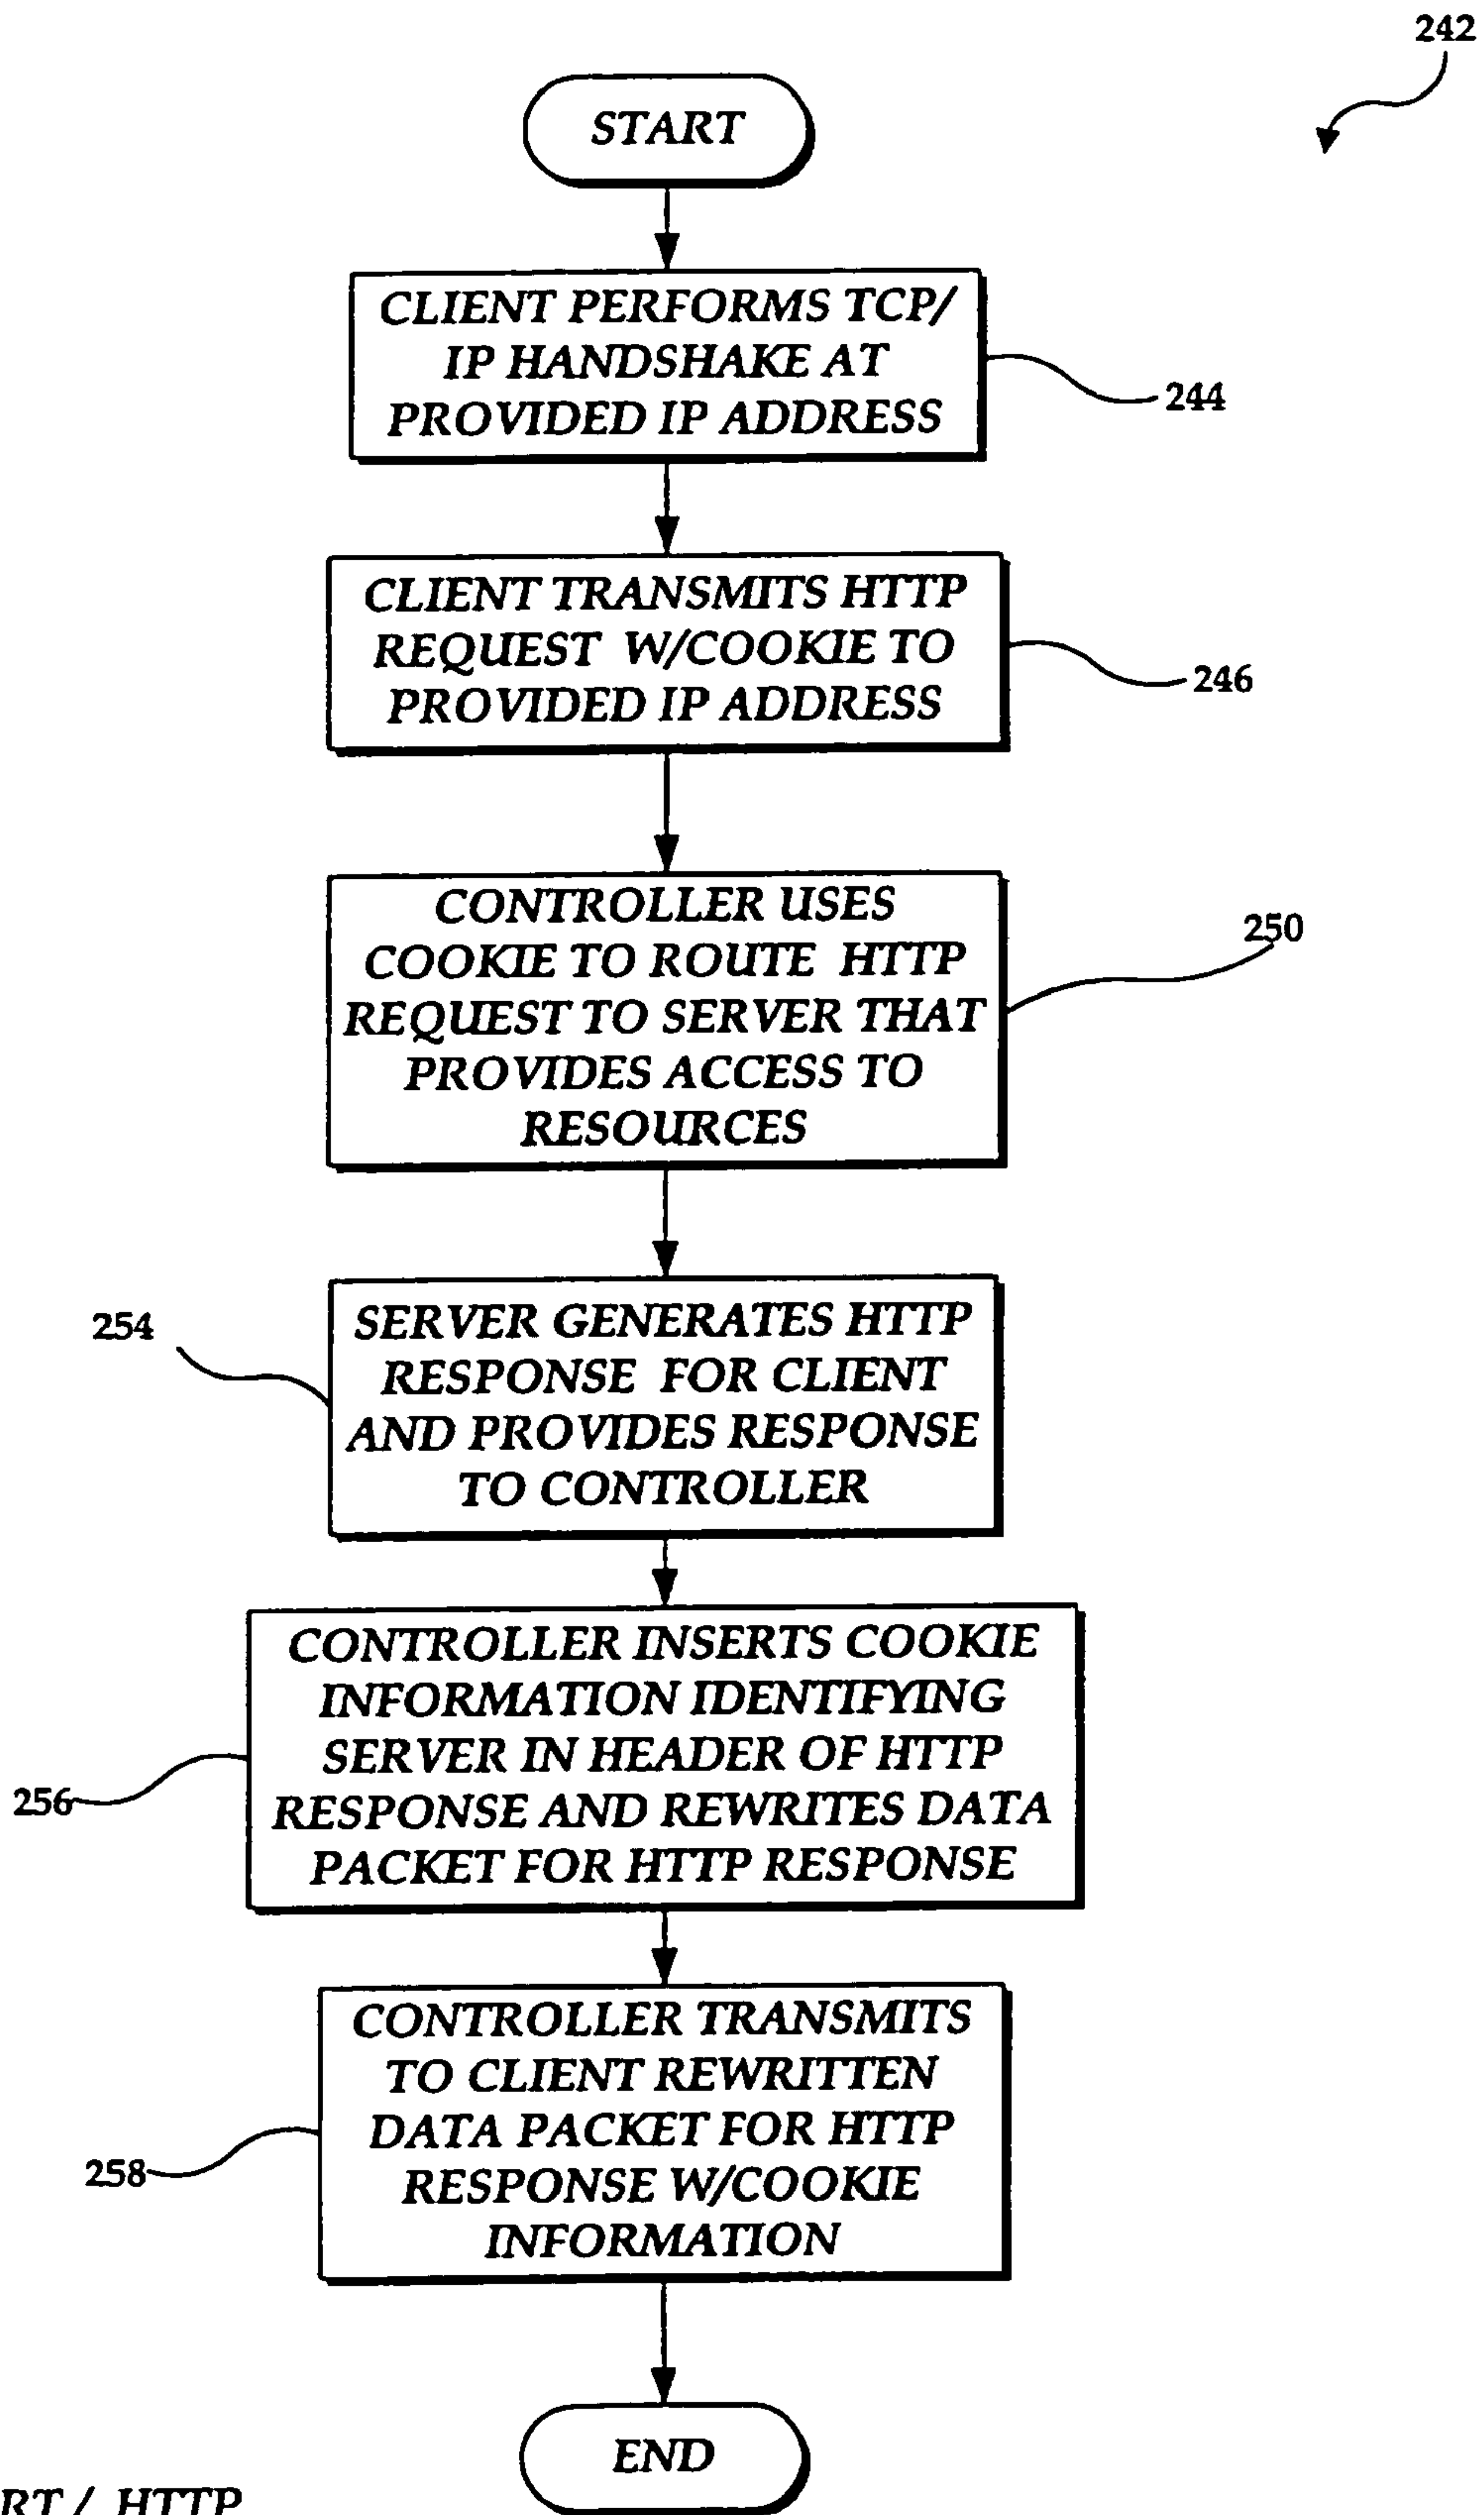 242
START
CLIENT PERFORMS TCP/
IP HANDSHAKE AT
PROVIDED IP ADDRESS
244
CLIENT TRANSMITS HTTP
REQUEST W/COOKIE TO
PROVIDED IP ADDRESS
246
CONTROLLER USES
COOKIE TO ROUTE HTTP
REQUEST TO SERVER THAT
PROVIDES ACCESS TO
RESOURCES
250
254
SERVER GENERATES HTTP
RESPONSE FOR CLIENT
AND PROVIDES RESPONSE
TO CONTROLLER
CONTROLLER INSERTS COOKIE
INFORMATION IDENTIFYING
SERVER IN HEADER OF HTTP
RESPONSE AND REWRITES DATA
PACKET FOR HTTP RESPONSE
256
CONTROLLER TRANSMITS
TO CLIENT REWRITTEN
DATA PACKET FOR HTTP
RESPONSE W/COOKIE
INFORMATION
258
END
HTTP